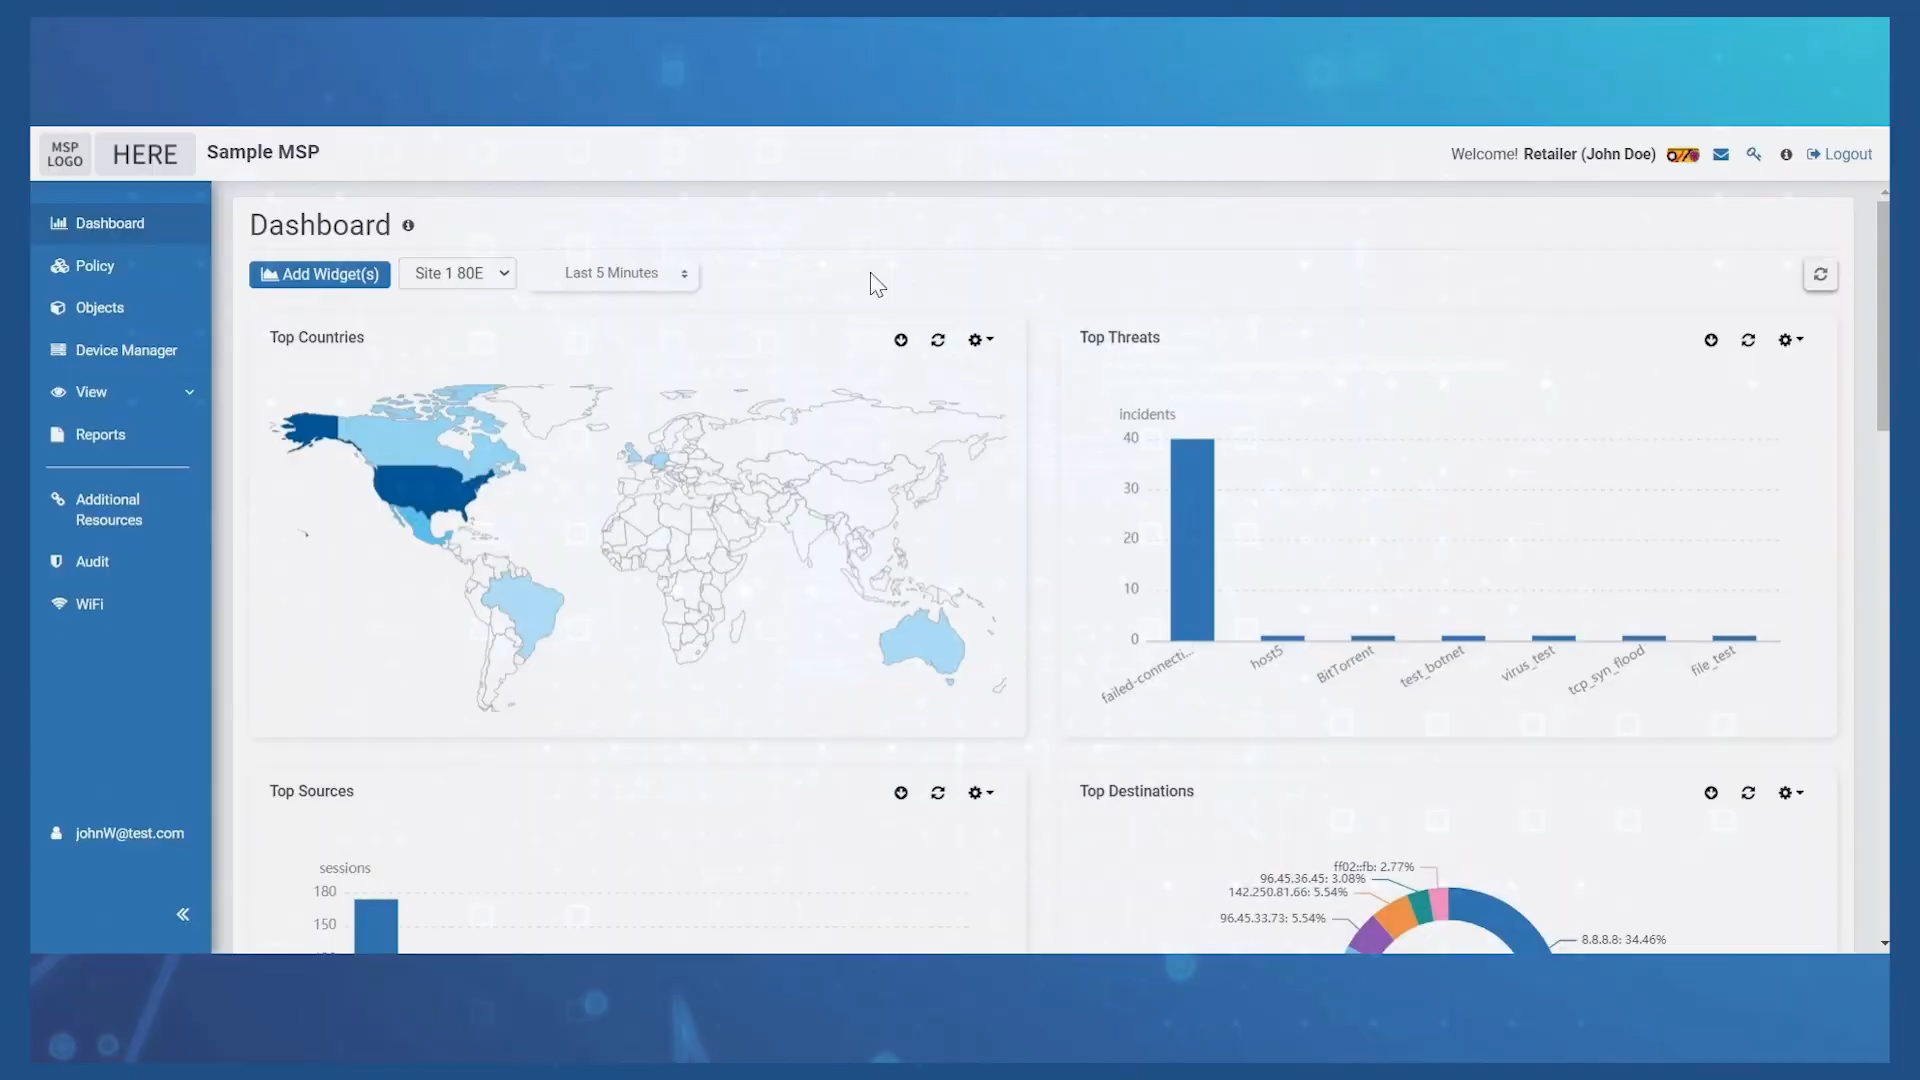 MSP
LOGO
HERE
Sample MSP
Welcome! Retailer (John Doe)
Logout
Dashboard
Policy
Objects
Device Manager
View
Reports
Additional
Resources
Audit
WiFi
johnW@test.com
Dashboard
Add Widget(s)
Site 1 80E
Last 5 Minutes
Top Countries
Top Threats
incidents
40
30
20
10
0
failed-connecti...
host5
BitTorrent
test_botnet
virus_test
tcp_syn_flood
file_test
Top Sources
sessions
180
150
Top Destinations
ff02::fb: 2.77%
96.45.36.45: 3.08%
142.250.81.66: 5.54%
96.45.33.73: 5.54%
8.8.8.8: 34.46%